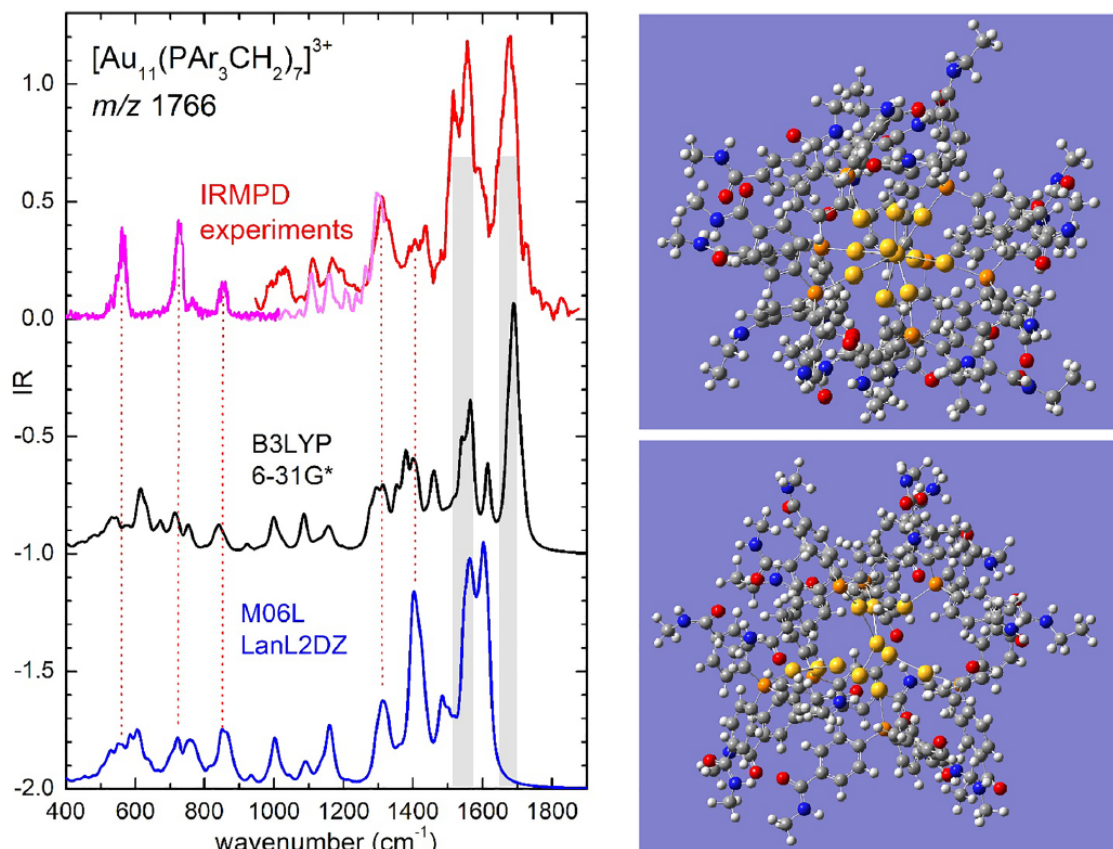 [Au₁₁(PAr₃CH₂)₇]³⁺
m/z 1766
IRMPD
experiments
B3LYP
6-31G*
M06L
LanL2DZ
IR
1.0
0.5
0.0
-0.5
-1.0
-1.5
-2.0
400 600 800 1000 1200 1400 1600 1800
wavenumber (cm⁻¹)